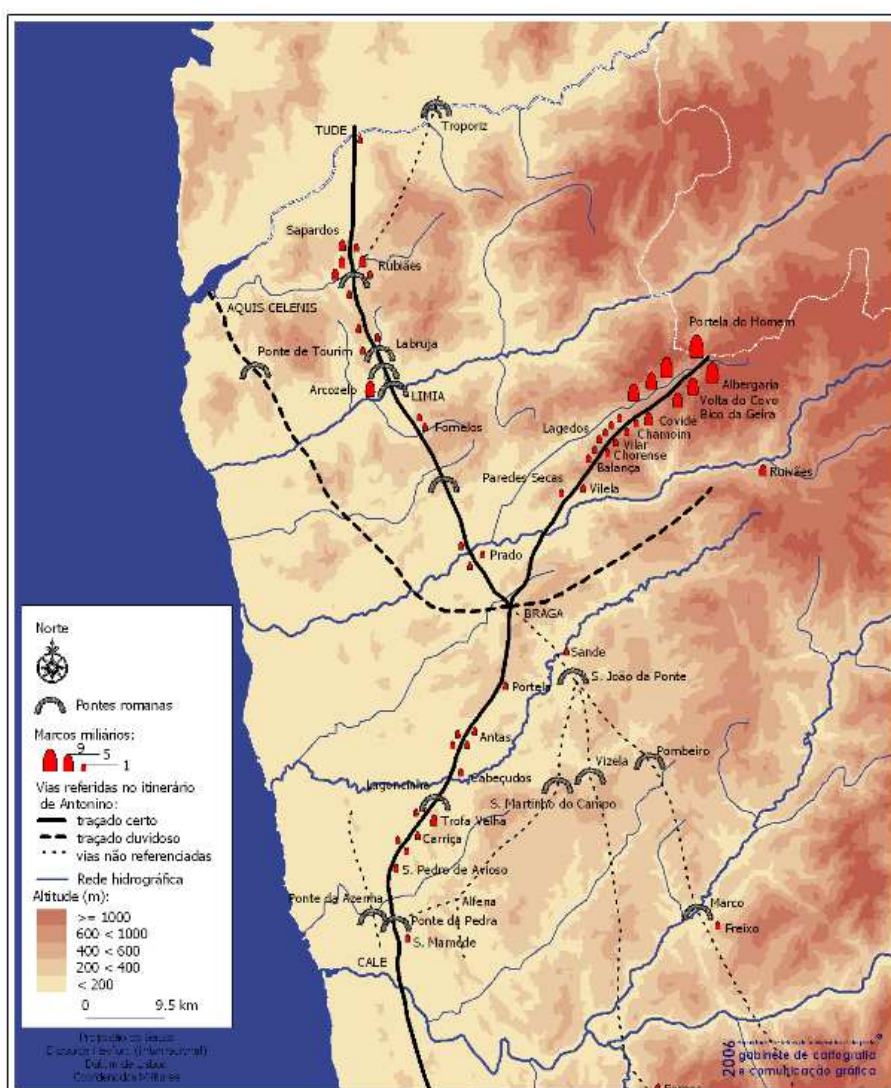 Troporiz
TUDE
Sapardos
Rubiães
AQUIS CELENIS
Portela do Homem
Ponte de Tourim
Labruja
Arcozelo
LIMIA
Albergaria
Volta do Covo
Bico da Geira
Fornelos
Lagedos
Covide
Chamoim
Vilar
Chorense
Balança
Paredes Secas
Vilela
Ruivães
Prado
BRAGA
Sande
S. João da Ponte
Portela
Antas
Cabeçudos
Vizela
Pombeiro
Lagoncinha
S. Martinho do Campo
Trofa Velha
Carriça
S. Pedro de Avioso
Ponte da Azenha
Alfena
Ponte de Pedra
Marco
Freixo
S. Mamede
CALE
Norte
Pontes romanas
Marcos miliários:
9
5
1
Vias referidas no itinerário
de Antonino:
traçado certo
traçado duvidoso
vias não referenciadas
Rede hidrográfica
Altitude (m):
>= 1000
600 < 1000
400 < 600
200 < 400
< 200
0 9.5 km
Coordenadas Militares
2006
gabinete de cartografia
e comunicação gráfica